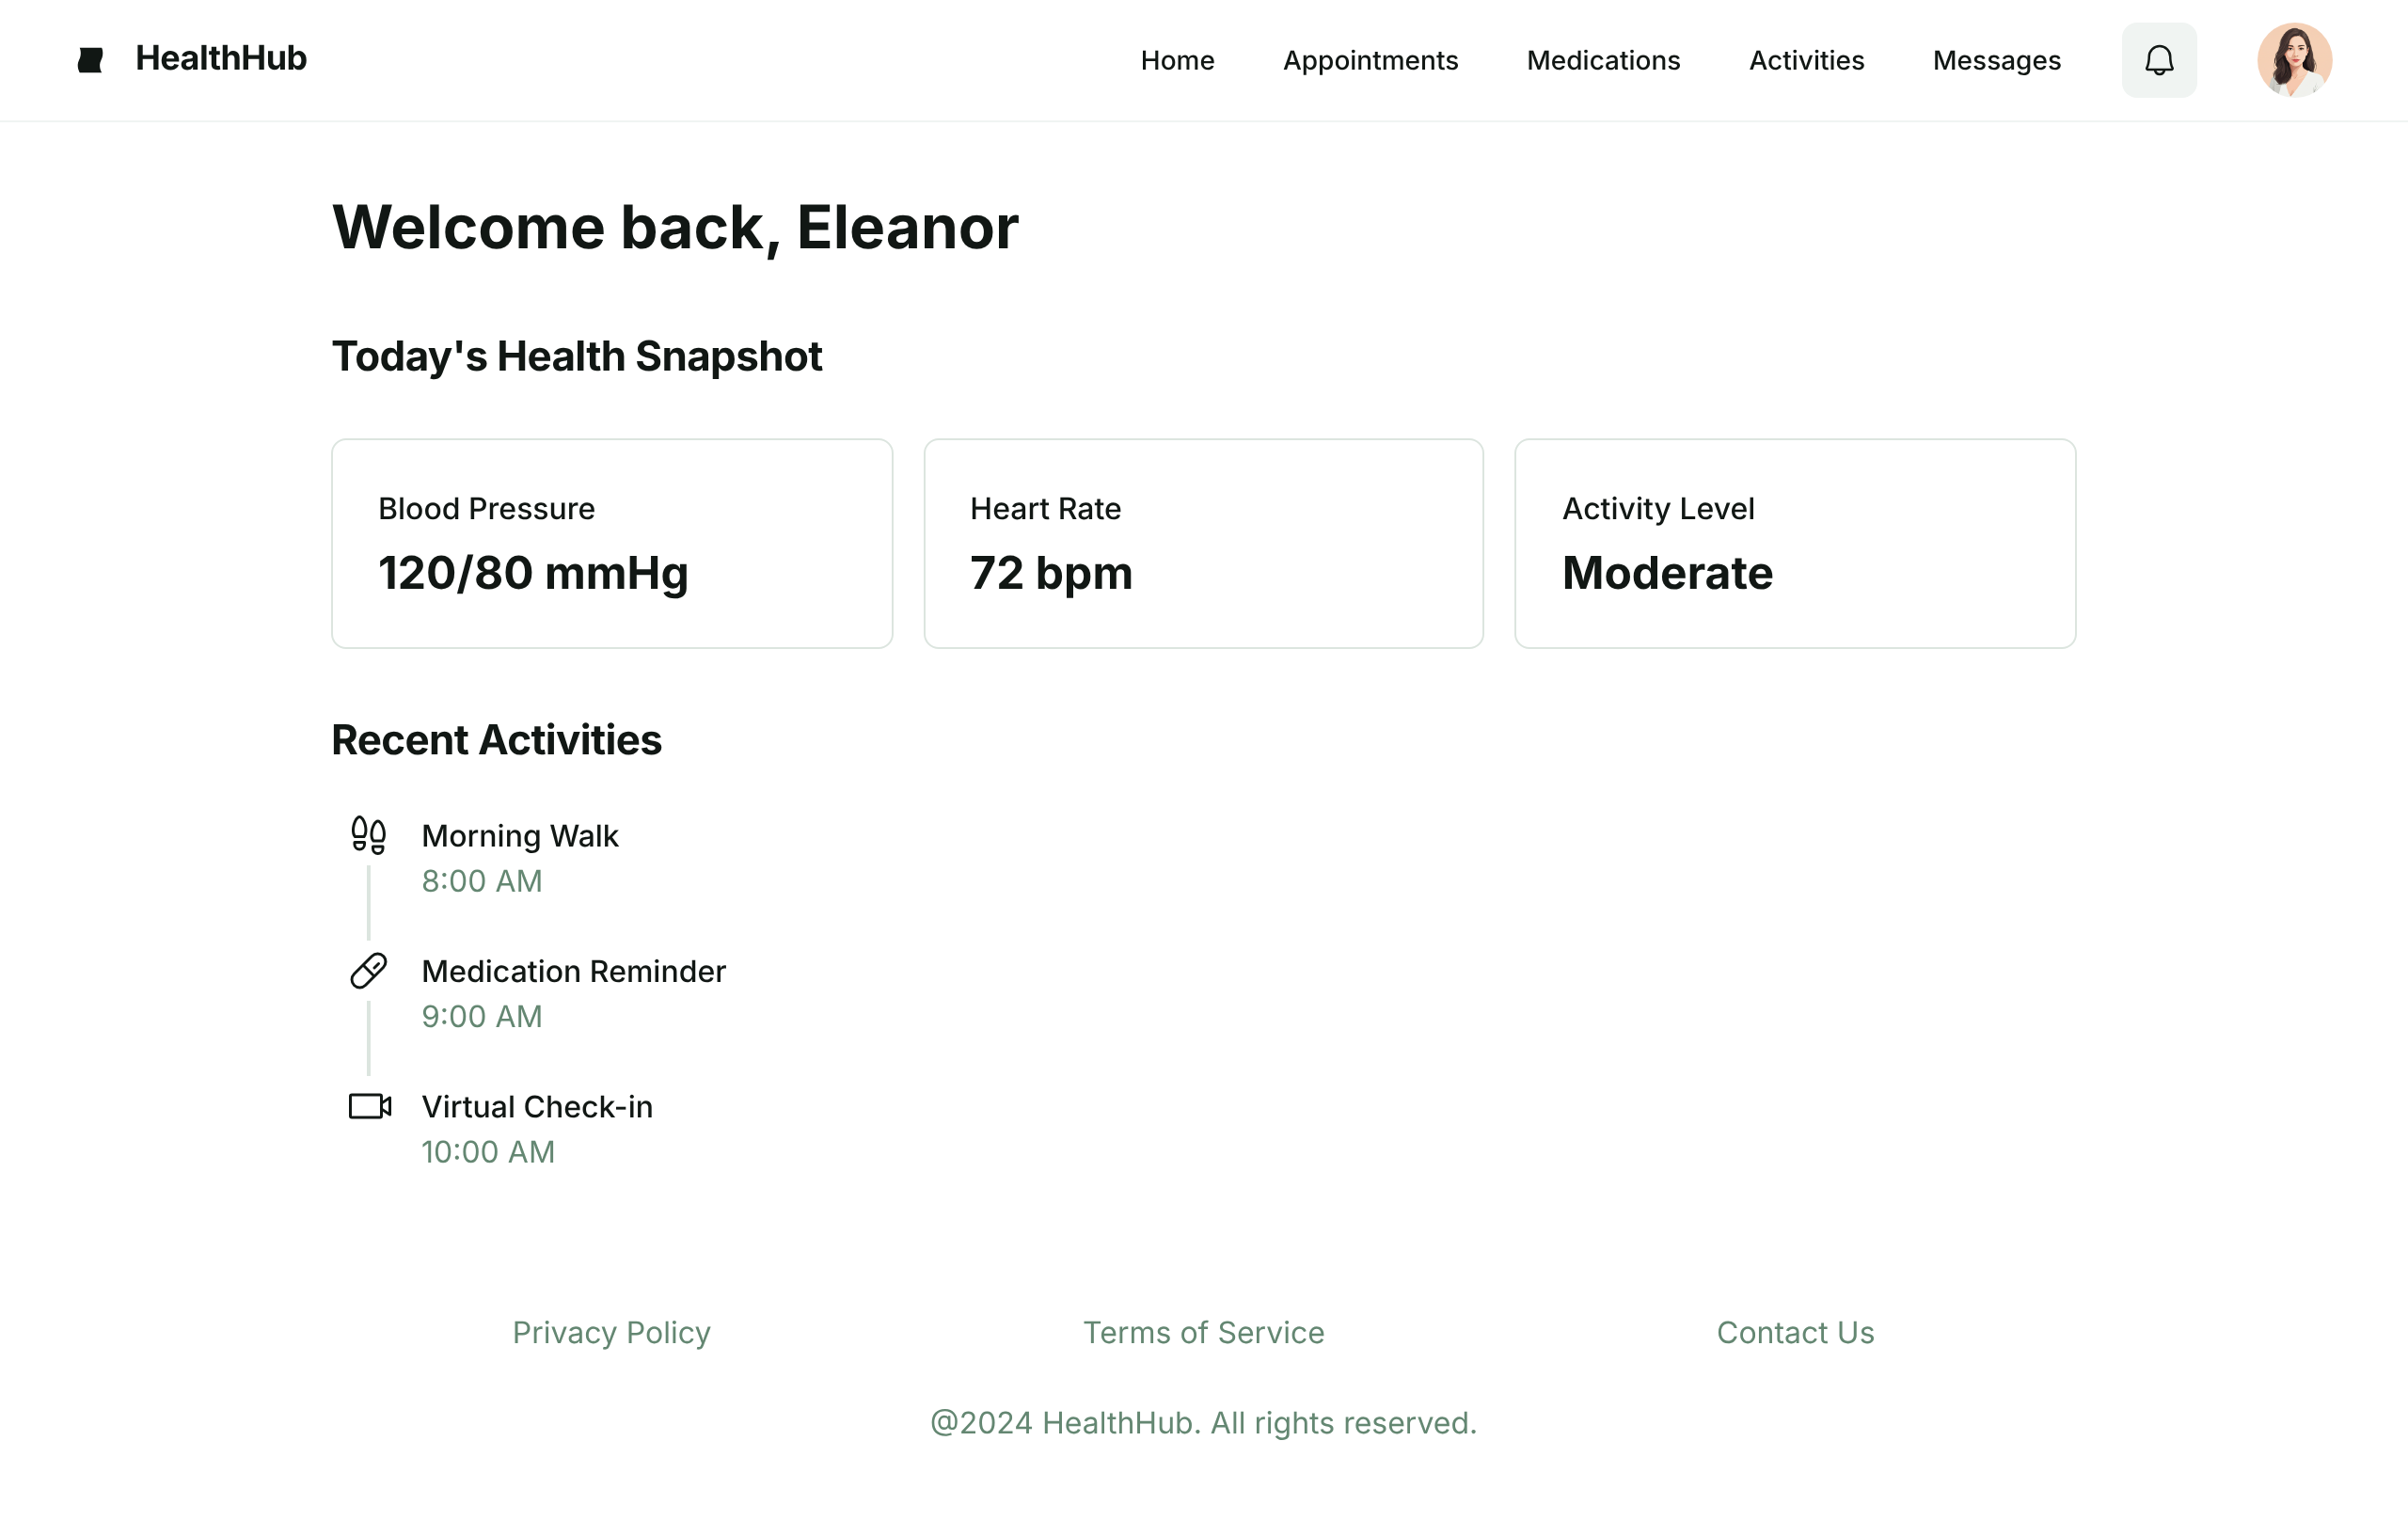 HealthHub
Home Appointments Medications Activities Messages
Welcome back, Eleanor
Today's Health Snapshot
Blood Pressure
120/80 mmHg
Heart Rate
72 bpm
Activity Level
Moderate
Recent Activities
Morning Walk
8:00 AM
Medication Reminder
9:00 AM
Virtual Check-in
10:00 AM
Privacy Policy Terms of Service Contact Us
@2024 HealthHub. All rights reserved.